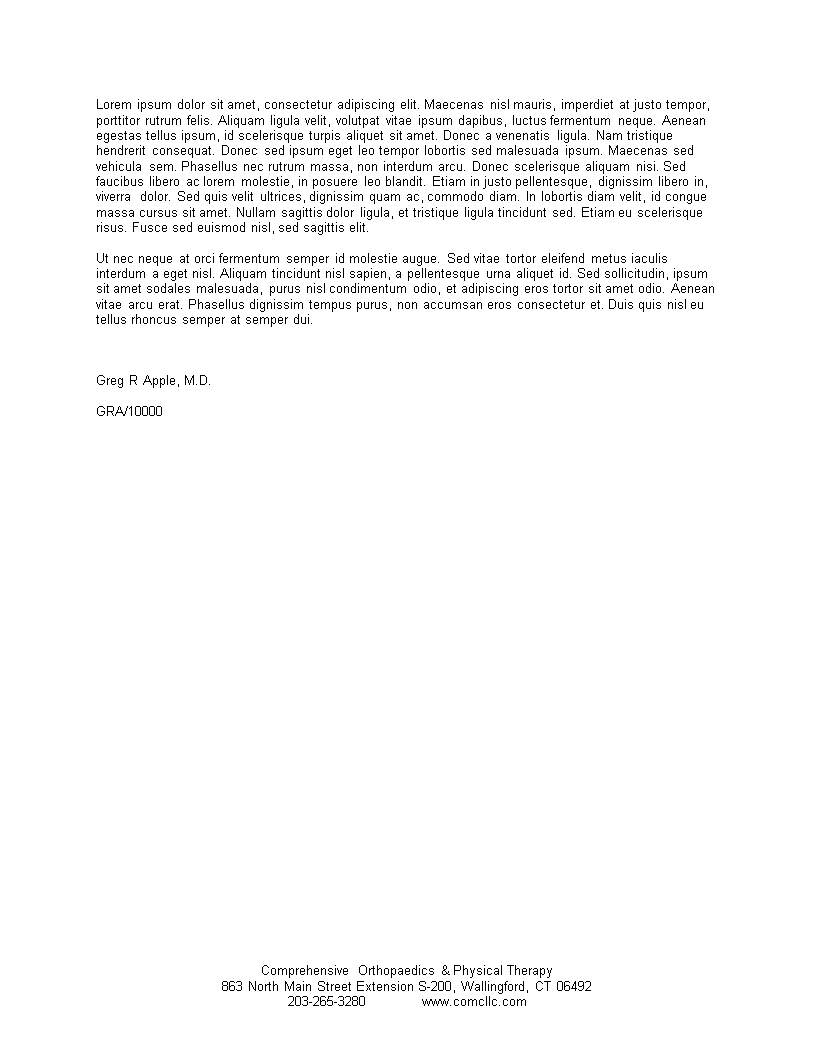 Lorem ipsum dolor sit amet, consectetur adipiscing elit. Maecenas nisl mauris, imperdiet at justo tempor,
porttitor rutrum felis. Aliquam ligula velit, volutpat vitae ipsum dapibus, luctus fermentum neque. Aenean
egestas tellus ipsum, id scelerisque turpis aliquet sit amet. Donec a venenatis ligula. Nam tristique
hendrerit consequat. Donec sed ipsum eget leo tempor lobortis sed malesuada ipsum. Maecenas sed
vehicula sem. Phasellus nec rutrum massa, non interdum arcu. Donec scelerisque aliquam nisi. Sed
faucibus libero ac lorem molestie, in posuere leo blandit. Etiam in justo pellentesque, dignissim libero in,
viverra dolor. Sed quis velit ultrices, dignissim quam ac, commodo diam. In lobortis diam velit, id congue
massa cursus sit amet. Nullam sagittis dolor ligula, et tristique ligula tincidunt sed. Etiam eu scelerisque
risus. Fusce sed euismod nisl, sed sagittis elit.
Ut nec neque at orci fermentum semper id molestie augue. Sed vitae tortor eleifend metus iaculis
interdum a eget nisl. Aliquam tincidunt nisl sapien, a pellentesque urna aliquet id. Sed sollicitudin, ipsum
sit amet sodales malesuada, purus nisl condimentum odio, et adipiscing eros tortor sit amet odio. Aenean
vitae arcu erat. Phasellus dignissim tempus purus, non accumsan eros consectetur et. Duis quis nisl eu
tellus rhoncus semper at semper dui.
Greg R Apple, M.D.
GRA/10000
Comprehensive Orthopaedics & Physical Therapy
863 North Main Street Extension S-200, Wallingford, CT 06492
203-265-3280 www.comcllc.com